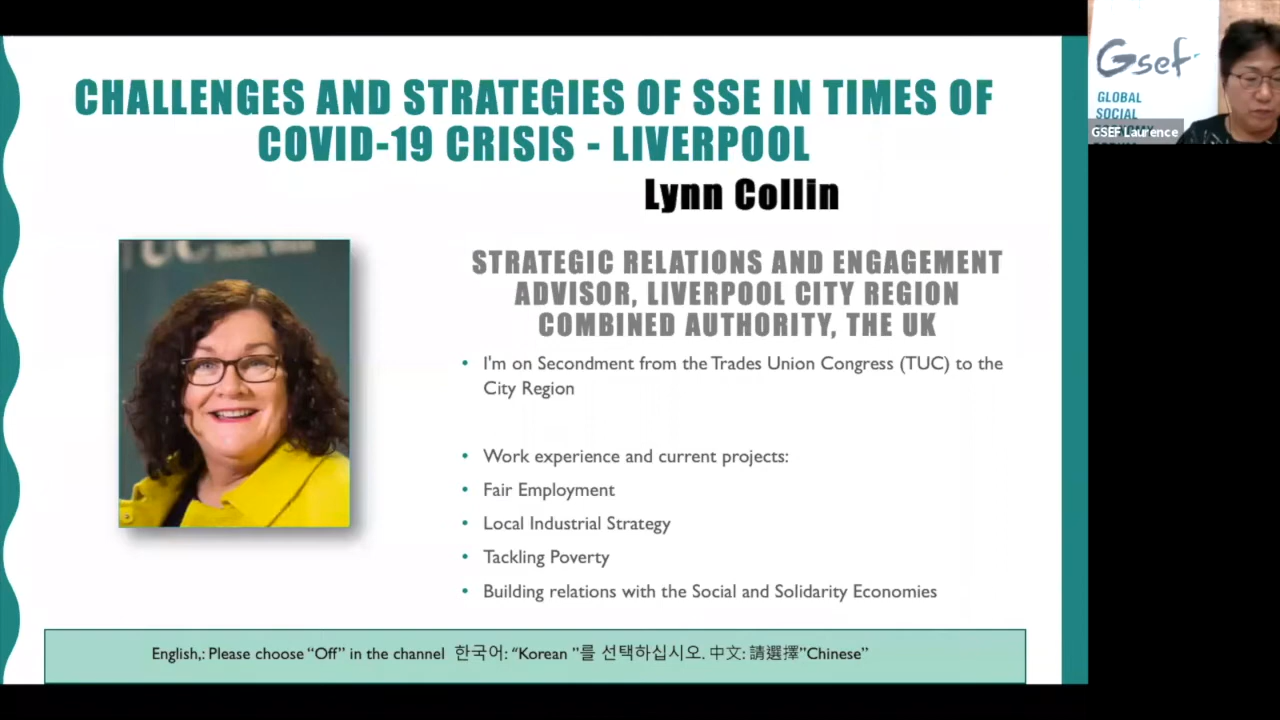 CHALLENGES AND STRATEGIES OF SSE IN TIMES OF
COVID-19 CRISIS - LIVERPOOL
Lynn Collin
STRATEGIC RELATIONS AND ENGAGEMENT
ADVISOR, LIVERPOOL CITY REGION
COMBINED AUTHORITY, THE UK
• I'm on Secondment from the Trades Union Congress (TUC) to the
City Region
• Work experience and current projects:
• Fair Employment
• Local Industrial Strategy
• Tackling Poverty
• Building relations with the Social and Solidarity Economies
English,: Please choose “Off” in the channel 한국어: “Korean ”를 선택하십시오. 中文: 請選擇”Chinese”
Gsef
GLOBAL
SOCIAL
GSEF Laurence